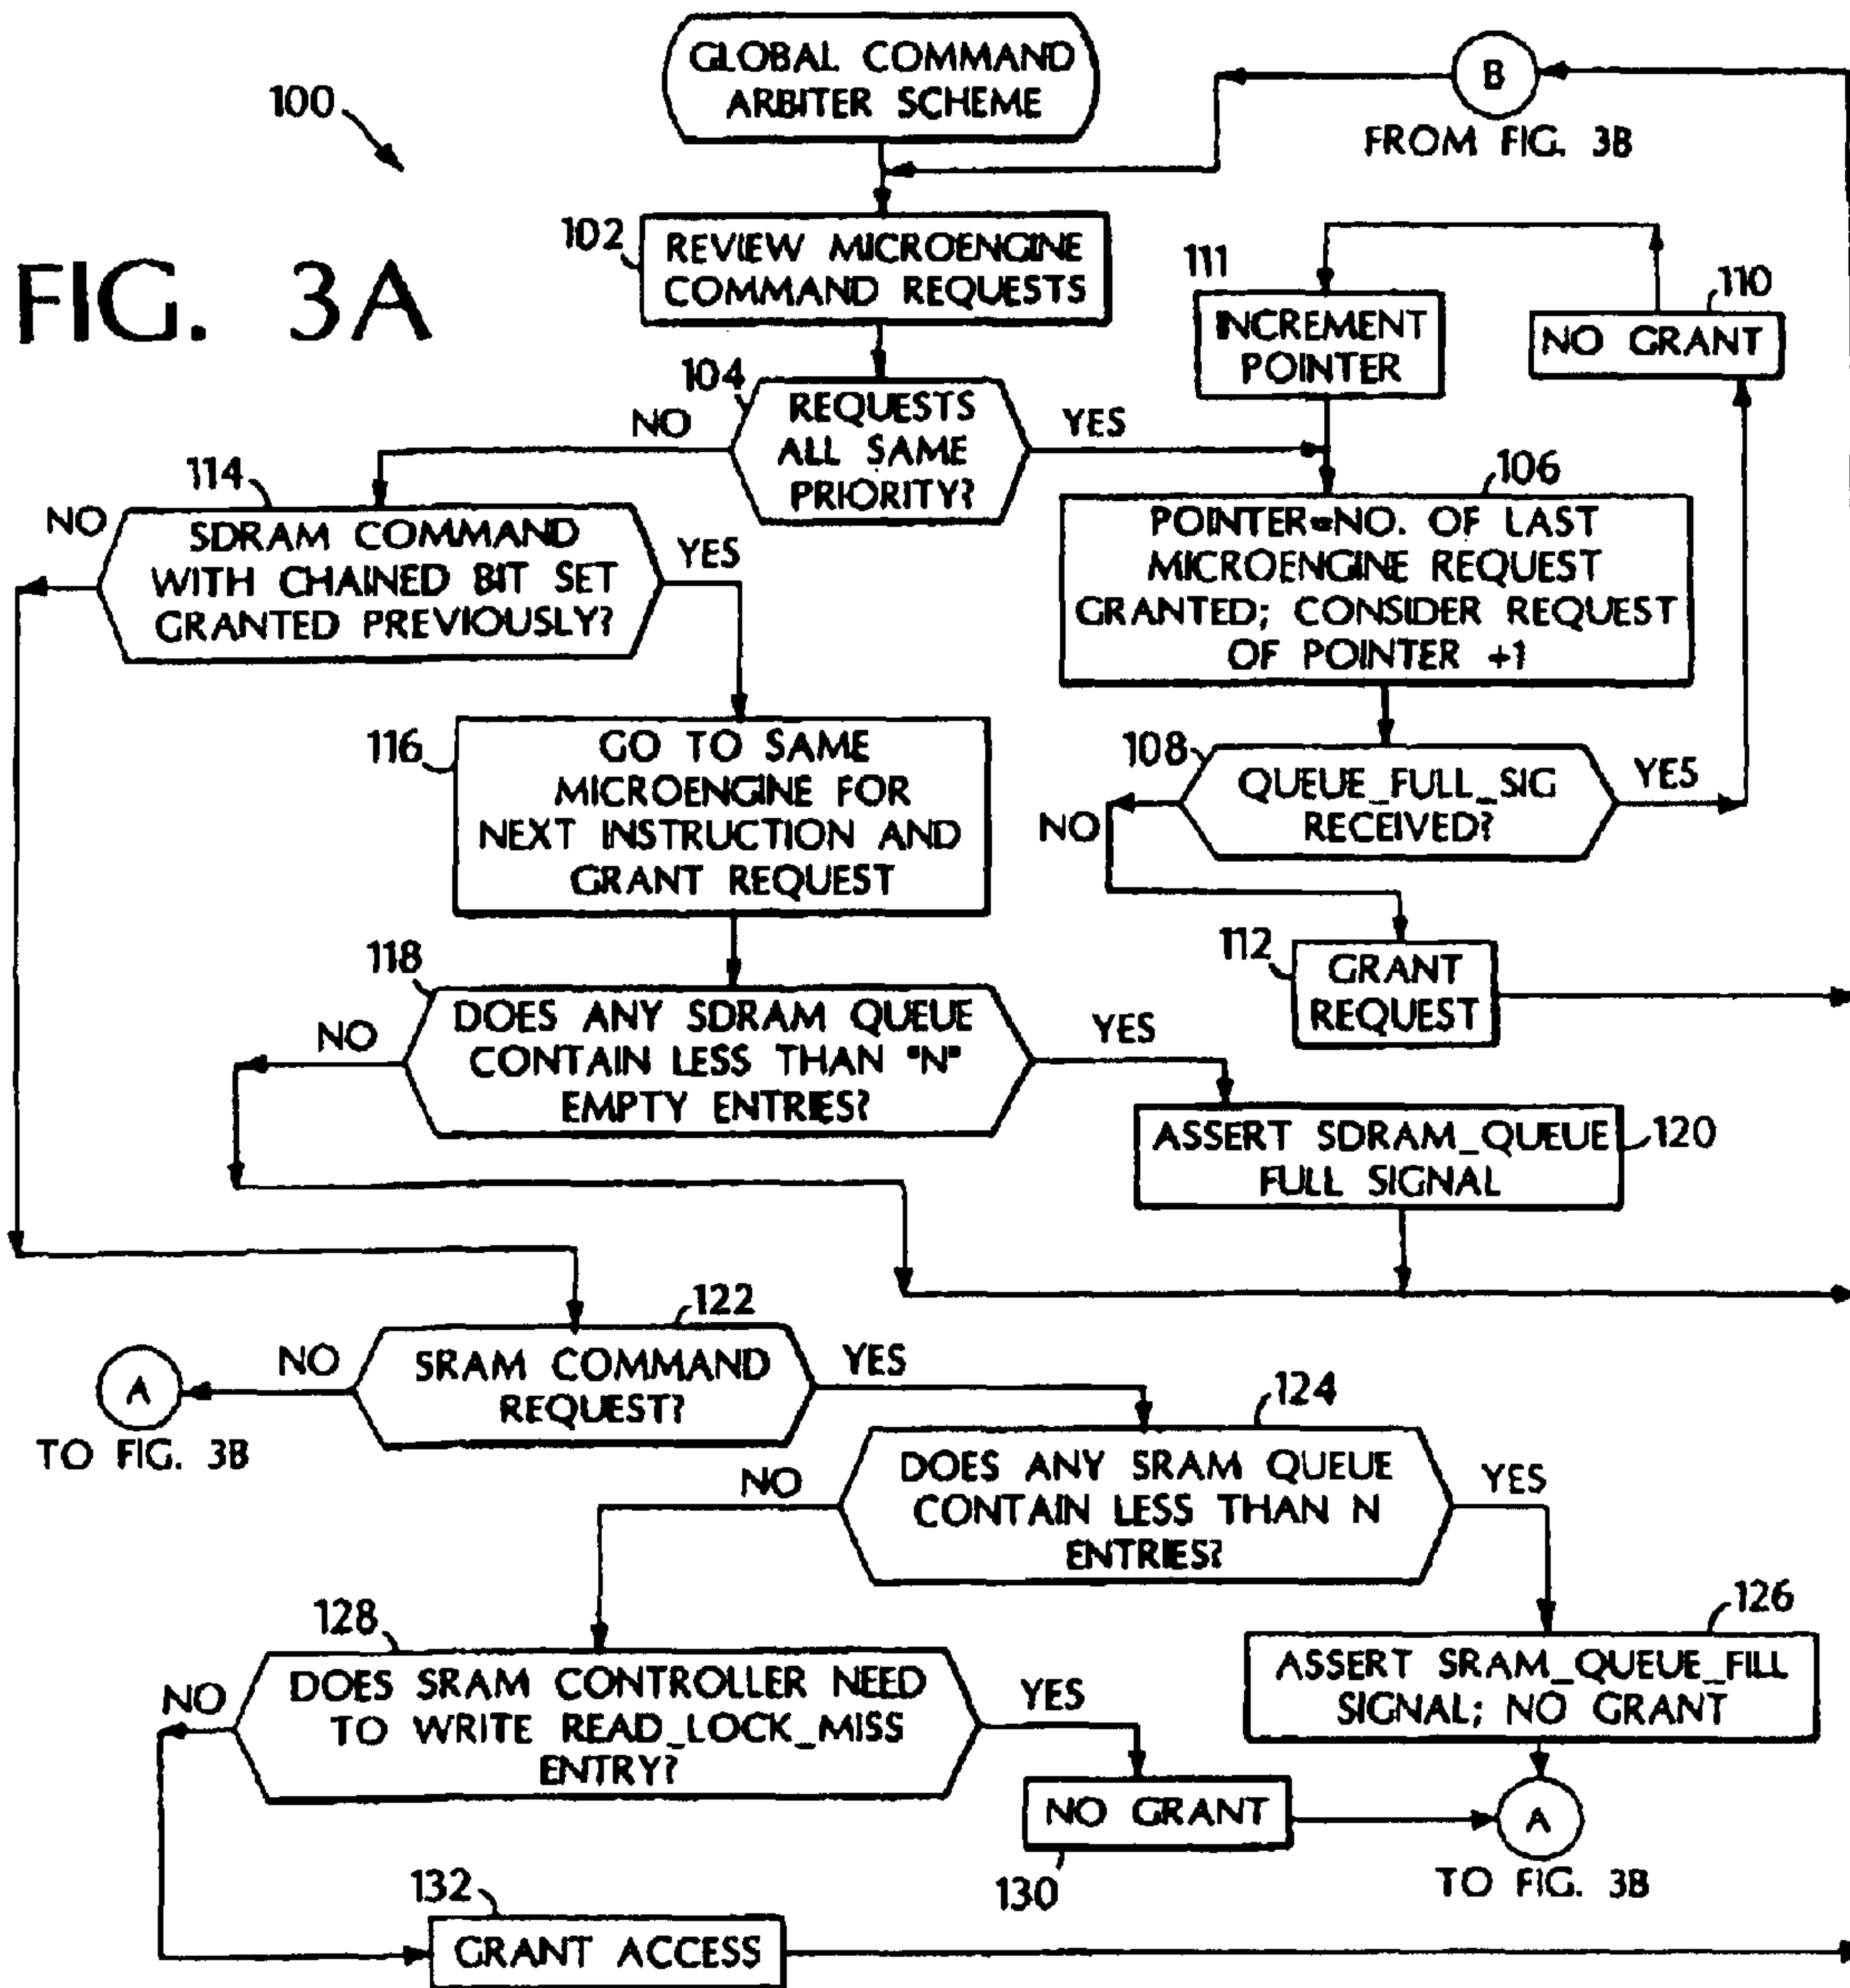 GLOBAL COMMAND
ARBITER SCHEME
B
FROM FIG. 3B
100
FIG. 3A
102
REVIEW MICROENGINE
COMMAND REQUESTS
111
INCREMENT
POINTER
110
NO GRANT
104
REQUESTS
ALL SAME
PRIORITY?
NO
YES
114
SDRAM COMMAND
WITH CHAINED BIT SET
GRANTED PREVIOUSLY?
NO
YES
106
POINTER=NO. OF LAST
MICROENGINE REQUEST
GRANTED; CONSIDER REQUEST
OF POINTER +1
116
GO TO SAME
MICROENGINE FOR
NEXT INSTRUCTION AND
GRANT REQUEST
108
QUEUE_FULL_SIG
RECEIVED?
YES
NO
112
GRANT
REQUEST
118
DOES ANY SDRAM QUEUE
CONTAIN LESS THAN "N"
EMPTY ENTRIES?
NO
YES
ASSERT SDRAM_QUEUE
FULL SIGNAL
120
122
SRAM COMMAND
REQUEST?
NO
YES
A
TO FIG. 3B
124
DOES ANY SRAM QUEUE
CONTAIN LESS THAN N
ENTRIES?
NO
YES
126
ASSERT SRAM_QUEUE_FILL
SIGNAL; NO GRANT
128
DOES SRAM CONTROLLER NEED
TO WRITE READ_LOCK_MISS
ENTRY?
NO
YES
NO GRANT
130
A
TO FIG. 3B
132
GRANT ACCESS